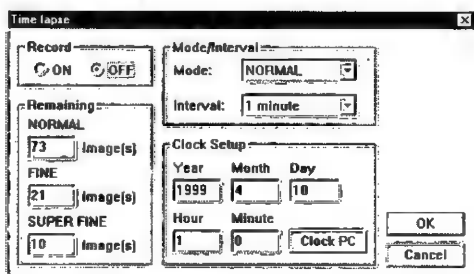 Time lapse
Record
ON OFF
Mode/Interval
Mode: NORMAL
Interval: 1 minute
Remaining
NORMAL
73 Image(s)
FINE
21 Image(s)
SUPER FINE
10 Image(s)
Clock Setup
Year Month Day
1999 4 10
Hour Minute
1 0 Clock PC
OK
Cancel